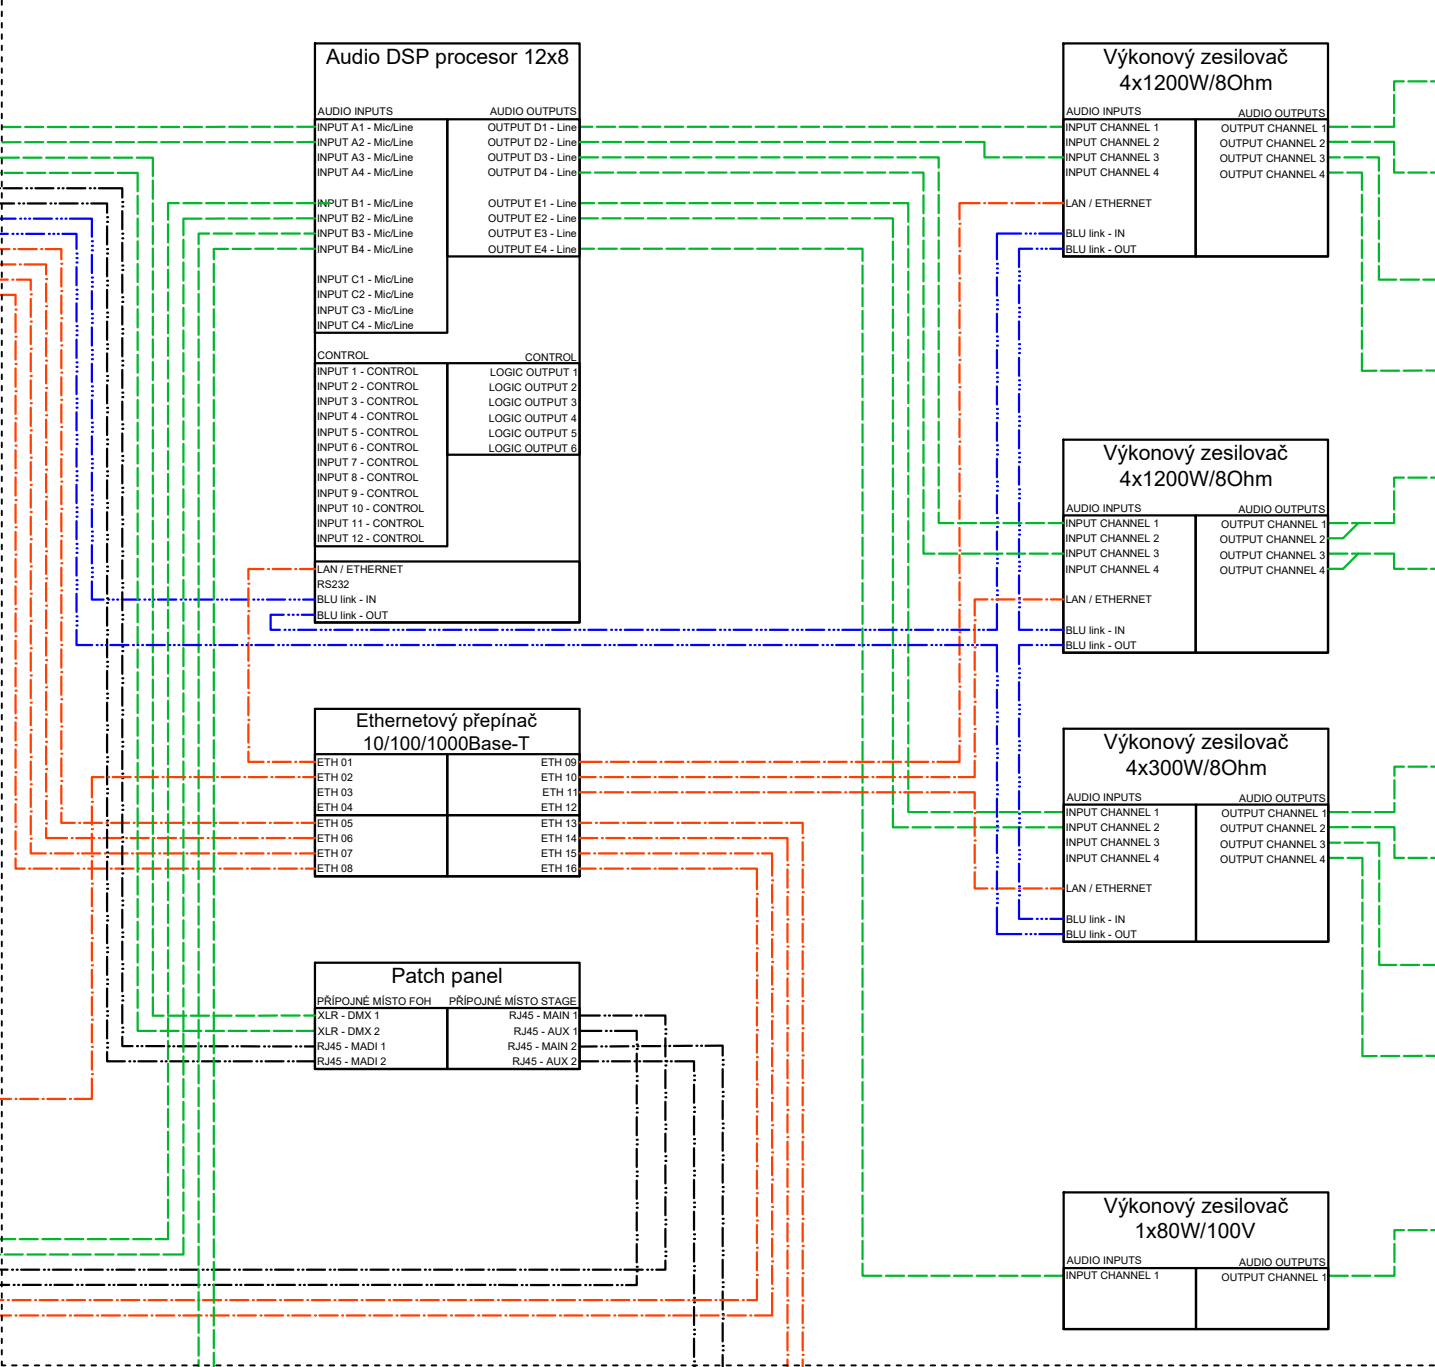 Audio DSP procesor 12x8
AUDIO INPUTS
AUDIO OUTPUTS
INPUT A1 - Mic/Line
OUTPUT D1 - Line
INPUT A2 - Mic/Line
OUTPUT D2 - Line
INPUT A3 - Mic/Line
OUTPUT D3 - Line
INPUT A4 - Mic/Line
OUTPUT D4 - Line
INPUT B1 - Mic/Line
OUTPUT E1 - Line
INPUT B2 - Mic/Line
OUTPUT E2 - Line
INPUT B3 - Mic/Line
OUTPUT E3 - Line
INPUT B4 - Mic/Line
OUTPUT E4 - Line
INPUT C1 - Mic/Line
INPUT C2 - Mic/Line
INPUT C3 - Mic/Line
INPUT C4 - Mic/Line
CONTROL
CONTROL
INPUT 1 - CONTROL
LOGIC OUTPUT 1
INPUT 2 - CONTROL
LOGIC OUTPUT 2
INPUT 3 - CONTROL
LOGIC OUTPUT 3
INPUT 4 - CONTROL
LOGIC OUTPUT 4
INPUT 5 - CONTROL
LOGIC OUTPUT 5
INPUT 6 - CONTROL
LOGIC OUTPUT 6
INPUT 7 - CONTROL
INPUT 8 - CONTROL
INPUT 9 - CONTROL
INPUT 10 - CONTROL
INPUT 11 - CONTROL
INPUT 12 - CONTROL
LAN / ETHERNET
RS232
BLU link - IN
BLU link - OUT
Ethernetový přepínač
10/100/1000Base-T
ETH 01
ETH 09
ETH 02
ETH 10
ETH 03
ETH 11
ETH 04
ETH 12
ETH 05
ETH 13
ETH 06
ETH 14
ETH 07
ETH 15
ETH 08
ETH 16
Patch panel
PŘÍPOJNÉ MÍSTO FOH
PŘÍPOJNÉ MÍSTO STAGE
XLR - DMX 1
RJ45 - MAIN 1
XLR - DMX 2
RJ45 - AUX 1
RJ45 - MADI 1
RJ45 - MAIN 2
RJ45 - MADI 2
RJ45 - AUX 2
Výkonový zesilovač
4x1200W/8Ohm
AUDIO INPUTS
AUDIO OUTPUTS
INPUT CHANNEL 1
OUTPUT CHANNEL 1
INPUT CHANNEL 2
OUTPUT CHANNEL 2
INPUT CHANNEL 3
OUTPUT CHANNEL 3
INPUT CHANNEL 4
OUTPUT CHANNEL 4
LAN / ETHERNET
BLU link - IN
BLU link - OUT
Výkonový zesilovač
4x1200W/8Ohm
AUDIO INPUTS
AUDIO OUTPUTS
INPUT CHANNEL 1
OUTPUT CHANNEL 1
INPUT CHANNEL 2
OUTPUT CHANNEL 2
INPUT CHANNEL 3
OUTPUT CHANNEL 3
INPUT CHANNEL 4
OUTPUT CHANNEL 4
LAN / ETHERNET
BLU link - IN
BLU link - OUT
Výkonový zesilovač
4x300W/8Ohm
AUDIO INPUTS
AUDIO OUTPUTS
INPUT CHANNEL 1
OUTPUT CHANNEL 1
INPUT CHANNEL 2
OUTPUT CHANNEL 2
INPUT CHANNEL 3
OUTPUT CHANNEL 3
INPUT CHANNEL 4
OUTPUT CHANNEL 4
LAN / ETHERNET
BLU link - IN
BLU link - OUT
Výkonový zesilovač
1x80W/100V
AUDIO INPUTS
AUDIO OUTPUTS
INPUT CHANNEL 1
OUTPUT CHANNEL 1